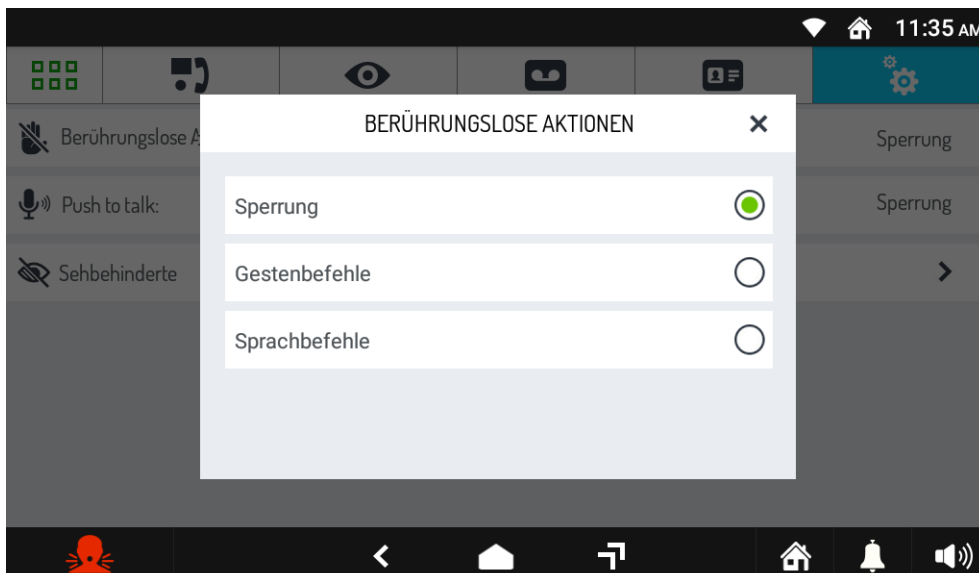 11:35 AM
BERÜHRUNGSLOSE AKTIONEN
Berührungslose A
Sperrung
Sperrung
Push to talk:
Sperrung
Gestenbefehle
Sehbehinderte
Sprachbefehle